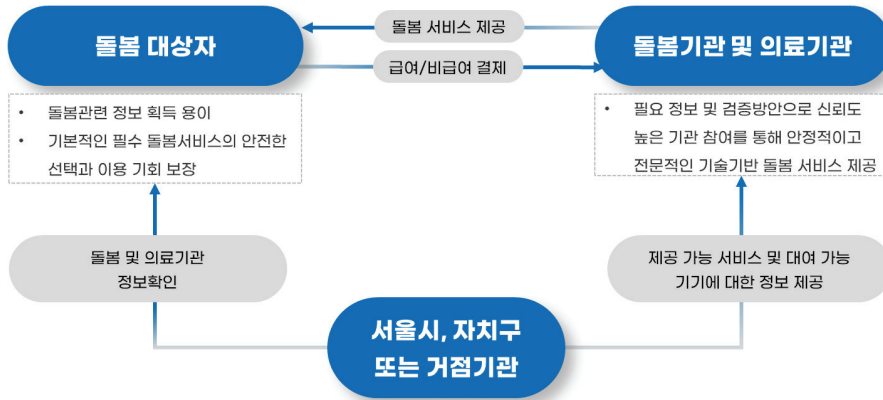 돌봄 대상자
돌봄 서비스 제공
급여/비급여 결제
돌봄기관 및 의료기관
• 돌봄관련 정보 획득 용이
• 기본적인 필수 돌봄서비스의 안전한
선택과 이용 기회 보장
• 필요 정보 및 검증방안으로 신뢰도
높은 기관 참여를 통해 안정적이고
전문적인 기술기반 돌봄 서비스 제공
돌봄 및 의료기관
정보확인
제공 가능 서비스 및 대여 가능
기기에 대한 정보 제공
서울시, 자치구
또는 거점기관